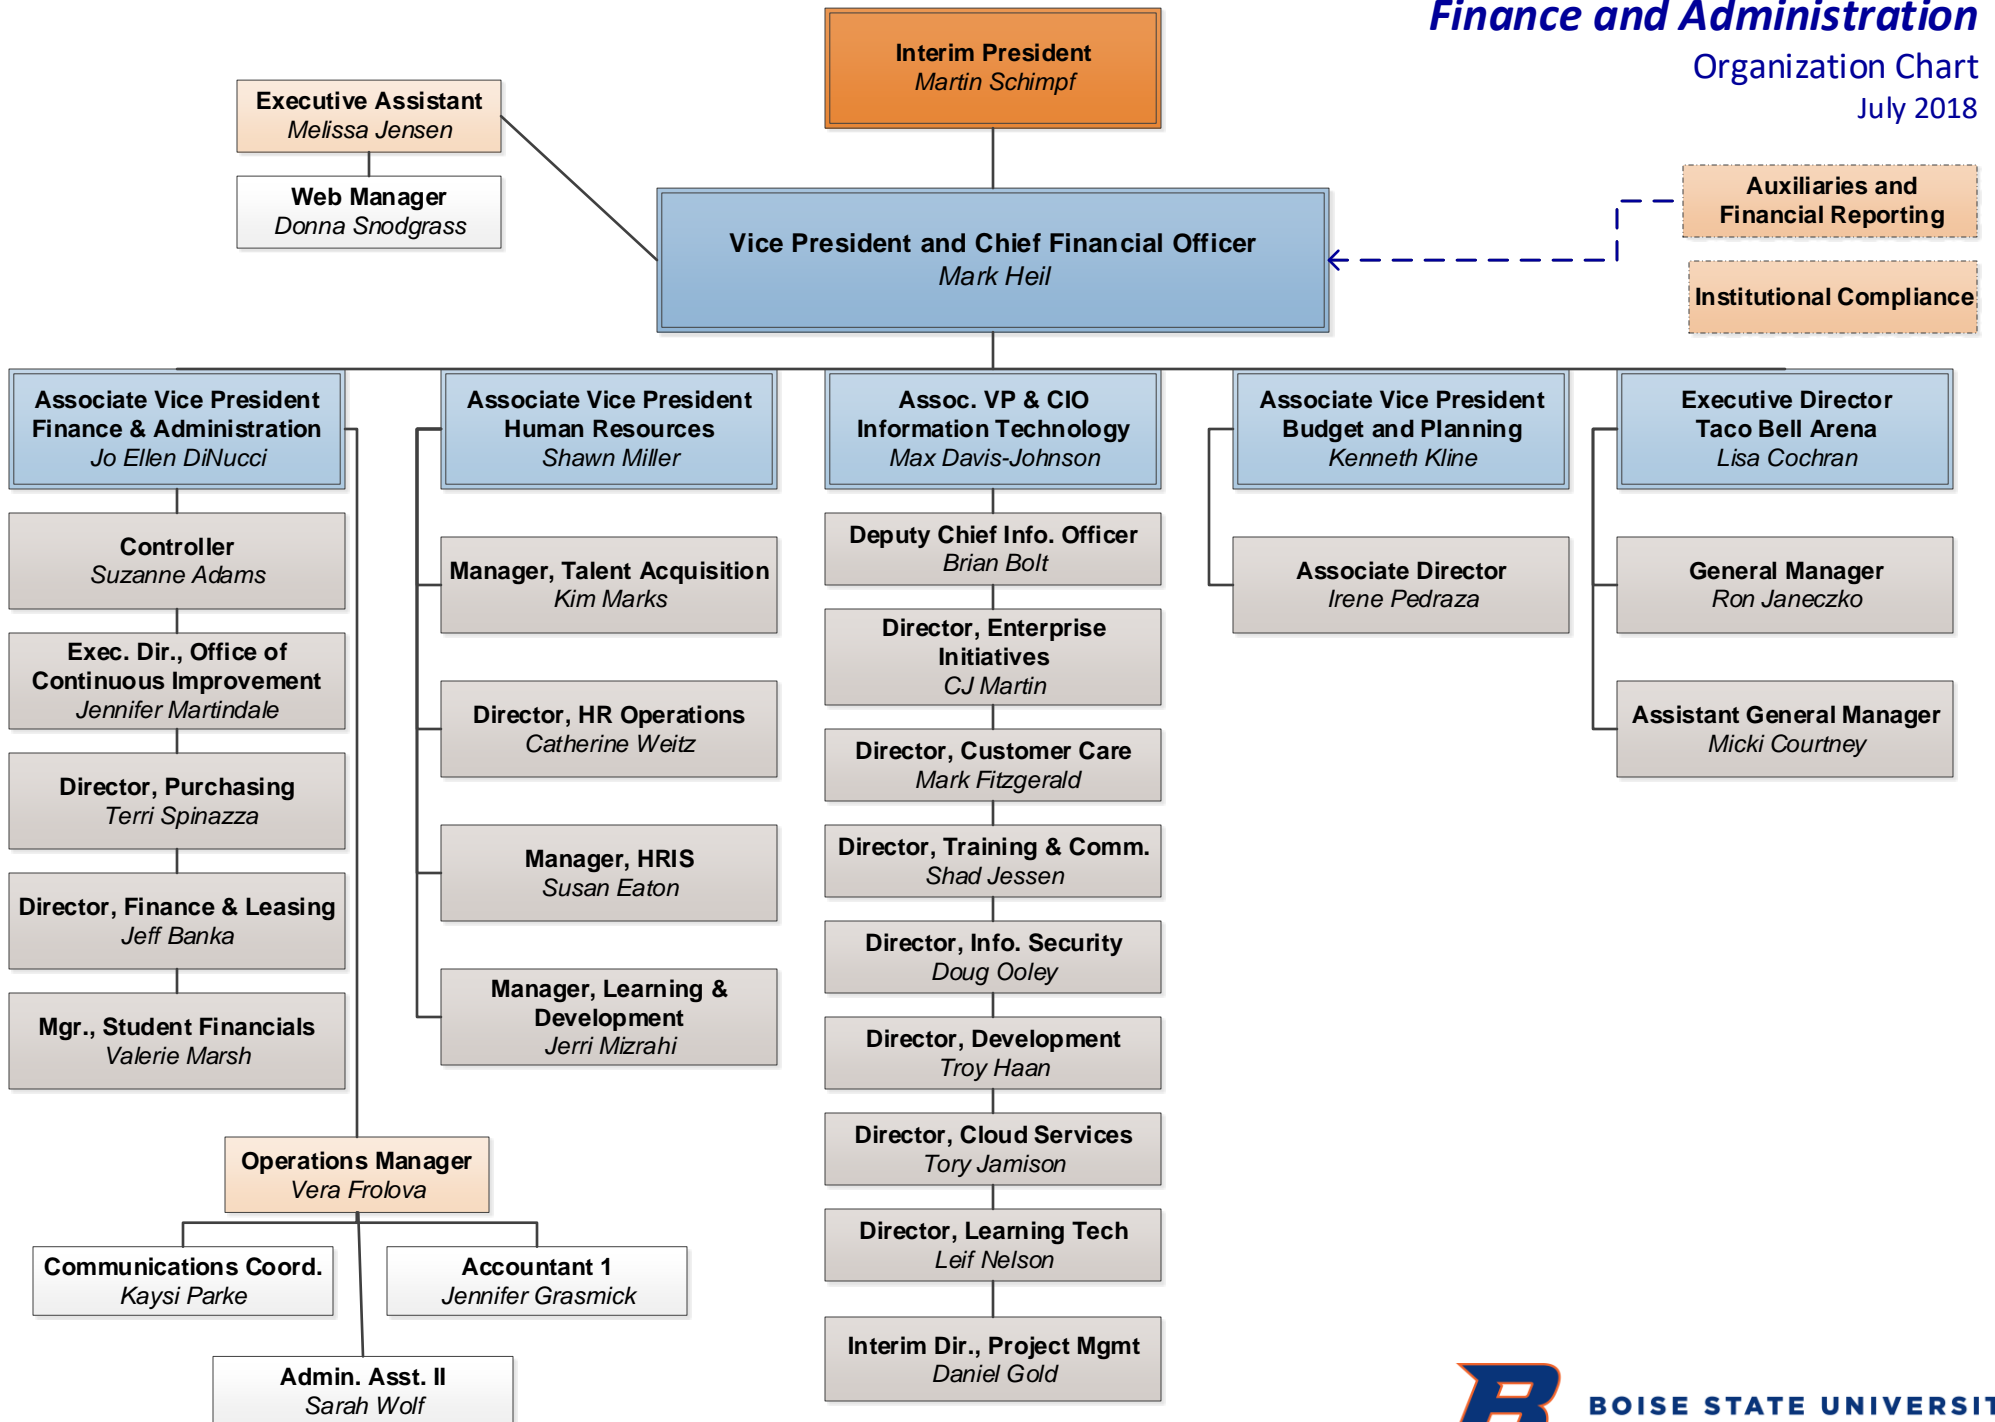 Finance and Administration
Organization Chart
July 2018
Interim President
Martin Schimpf
Executive Assistant
Melissa Jensen
Web Manager
Donna Snodgrass
Vice President and Chief Financial Officer
Mark Heil
Auxiliaries and
Financial Reporting
Institutional Compliance
Associate Vice President
Finance & Administration
Jo Ellen DiNucci
Controller
Suzanne Adams
Exec. Dir., Office of
Continuous Improvement
Jennifer Martindale
Director, Purchasing
Terri Spinazza
Director, Finance & Leasing
Jeff Banka
Mgr., Student Financials
Valerie Marsh
Operations Manager
Vera Frolova
Communications Coord.
Kaysi Parke
Accountant 1
Jennifer Grasmick
Admin. Asst. II
Sarah Wolf
Associate Vice President
Human Resources
Shawn Miller
Manager, Talent Acquisition
Kim Marks
Director, HR Operations
Catherine Weitz
Manager, HRIS
Susan Eaton
Manager, Learning &
Development
Jerri Mizrahi
Assoc. VP & CIO
Information Technology
Max Davis-Johnson
Deputy Chief Info. Officer
Brian Bolt
Director, Enterprise
Initiatives
CJ Martin
Director, Customer Care
Mark Fitzgerald
Director, Training & Comm.
Shad Jessen
Director, Info. Security
Doug Ooley
Director, Development
Troy Haan
Director, Cloud Services
Tory Jamison
Director, Learning Tech
Leif Nelson
Interim Dir., Project Mgmt
Daniel Gold
Associate Vice President
Budget and Planning
Kenneth Kline
Associate Director
Irene Pedraza
Executive Director
Taco Bell Arena
Lisa Cochran
General Manager
Ron Janeczko
Assistant General Manager
Micki Courtney
B
BOISE STATE UNIVERSIT